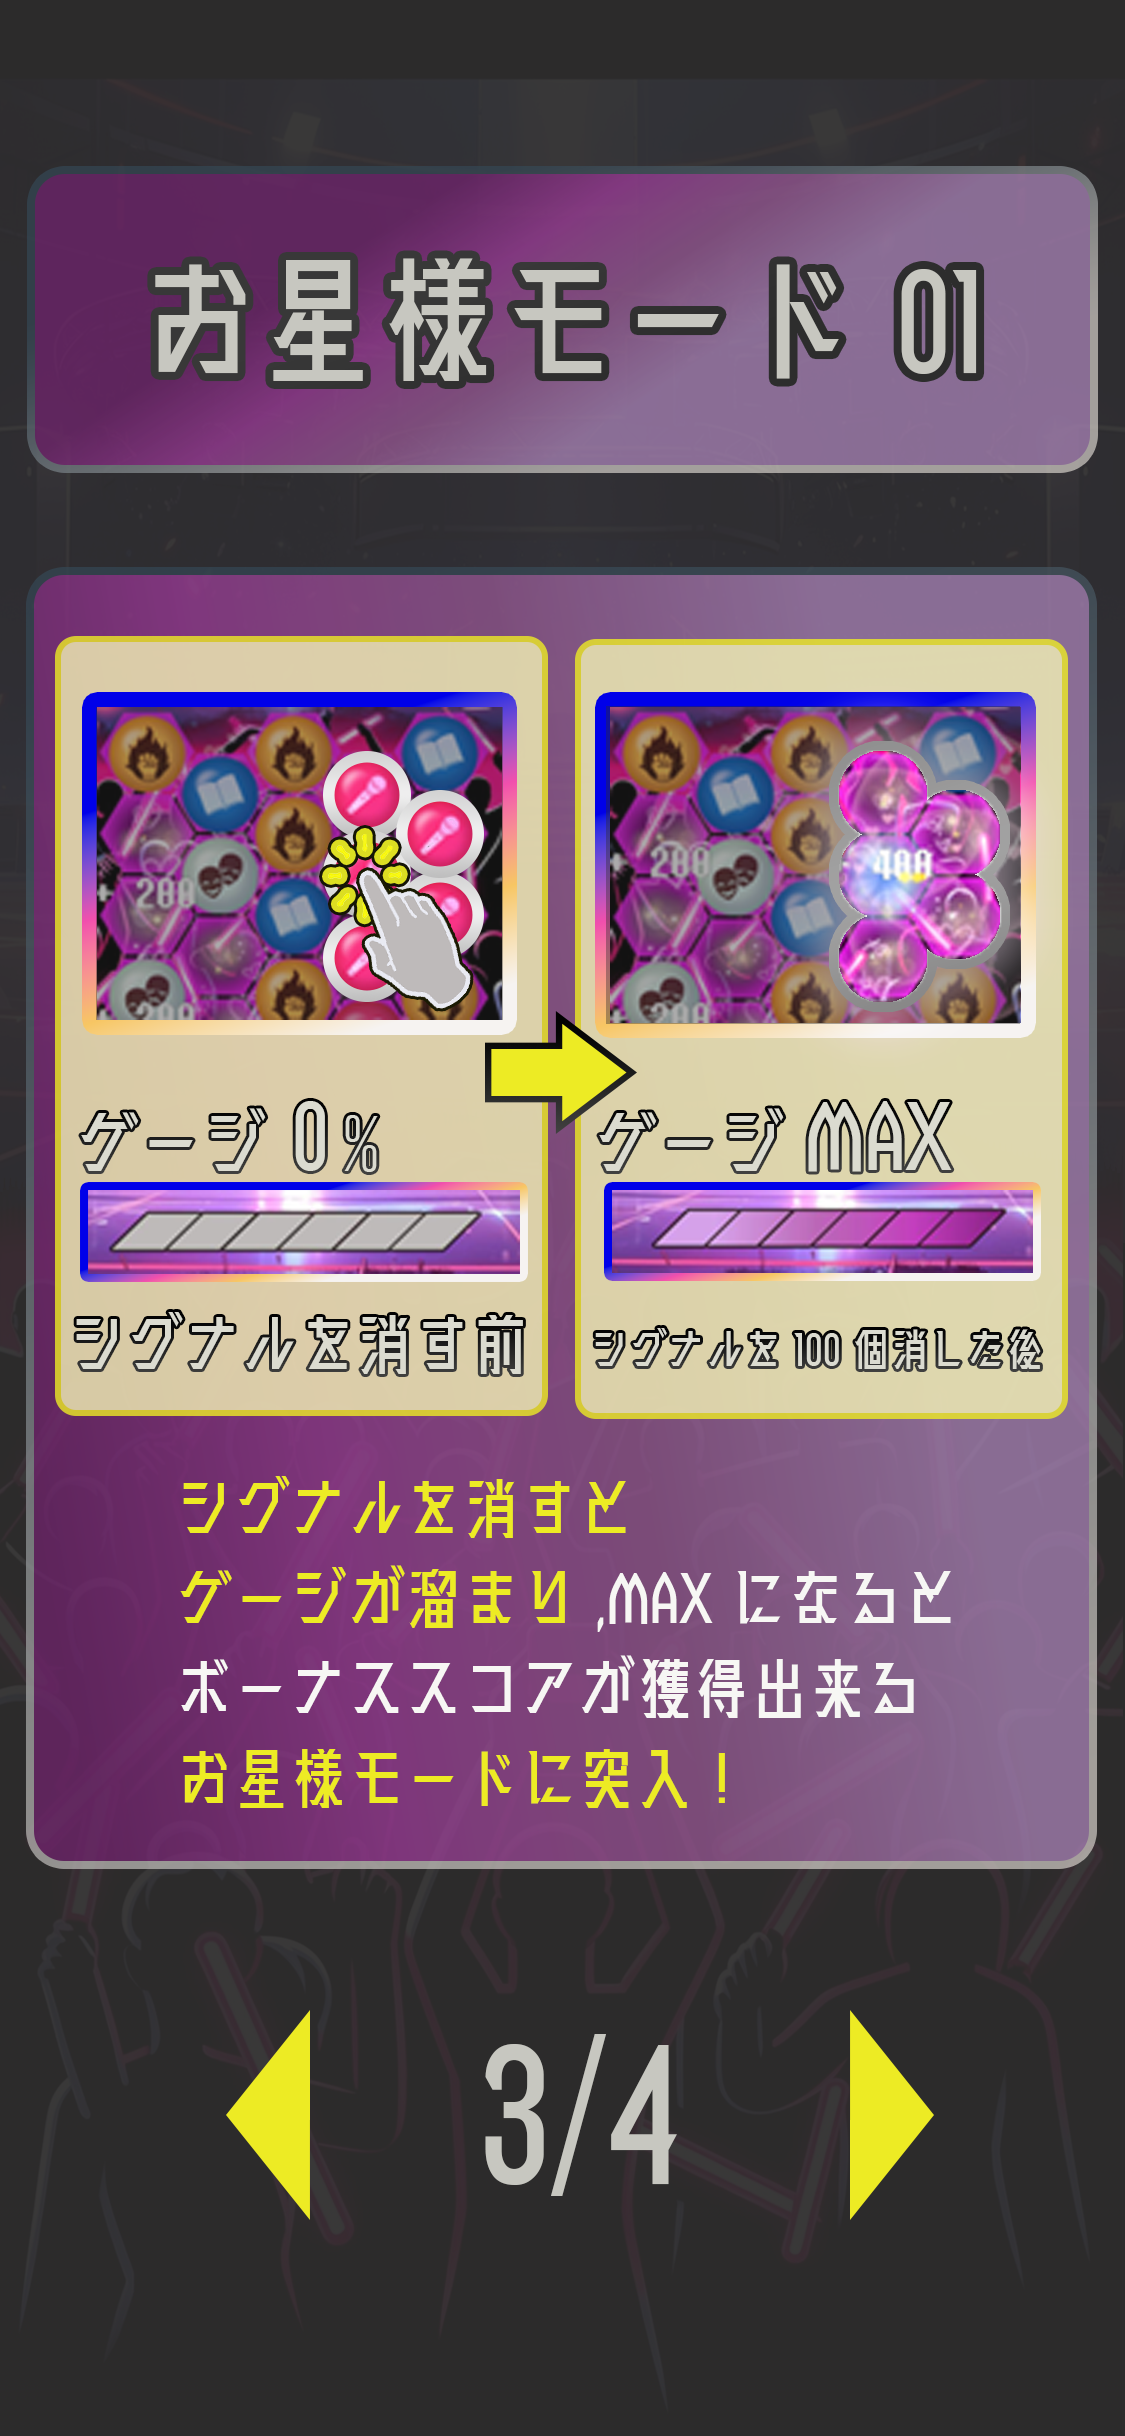 お星様モード 01
+ 200
200
200
400
+ 200
ゲージ 0%
ゲージ MAX
シグナルを消す前
シグナルを 100 個消した後
シグナルを消すと
ゲージが溜まり ,MAX になると
ボーナススコアが獲得出来る
お星様モードに突入！
3/4